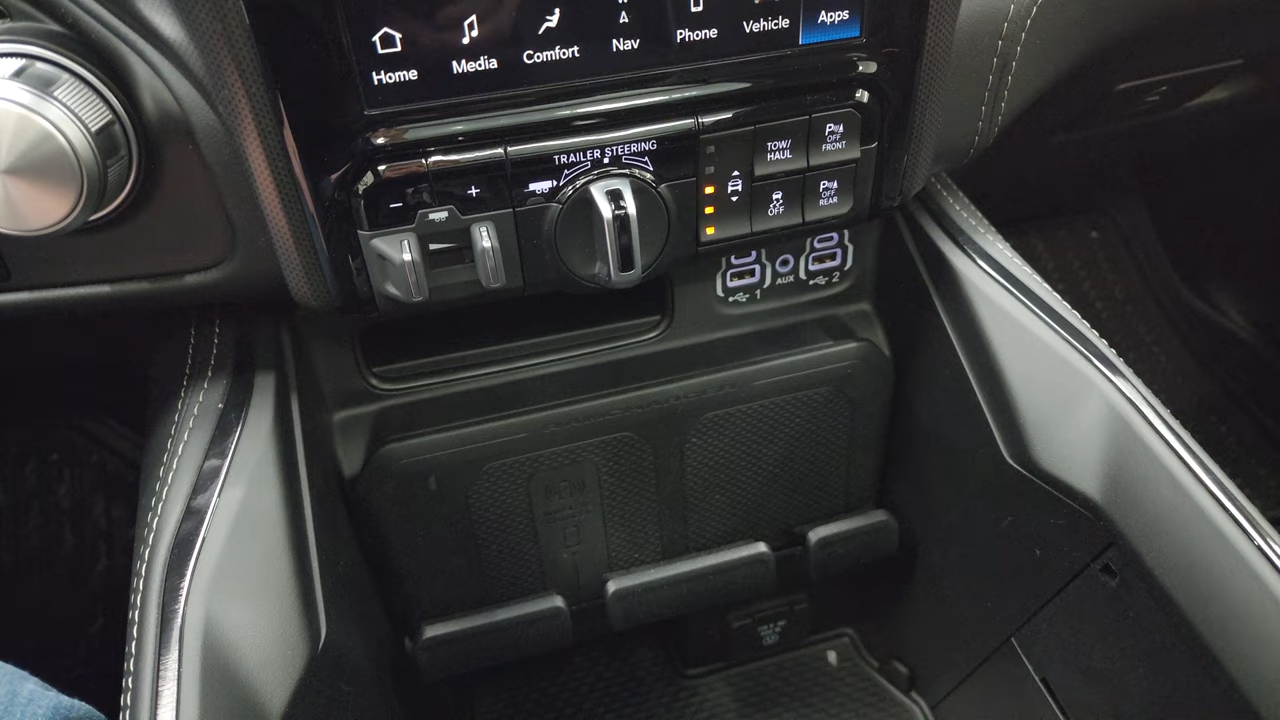 Home
Media
Comfort
Nav
Phone
Vehicle
Apps
TRAILER STEERING
−
+
TOW/
HAUL
P
OFF
FRONT
OFF
P
OFF
REAR
1
AUX
2